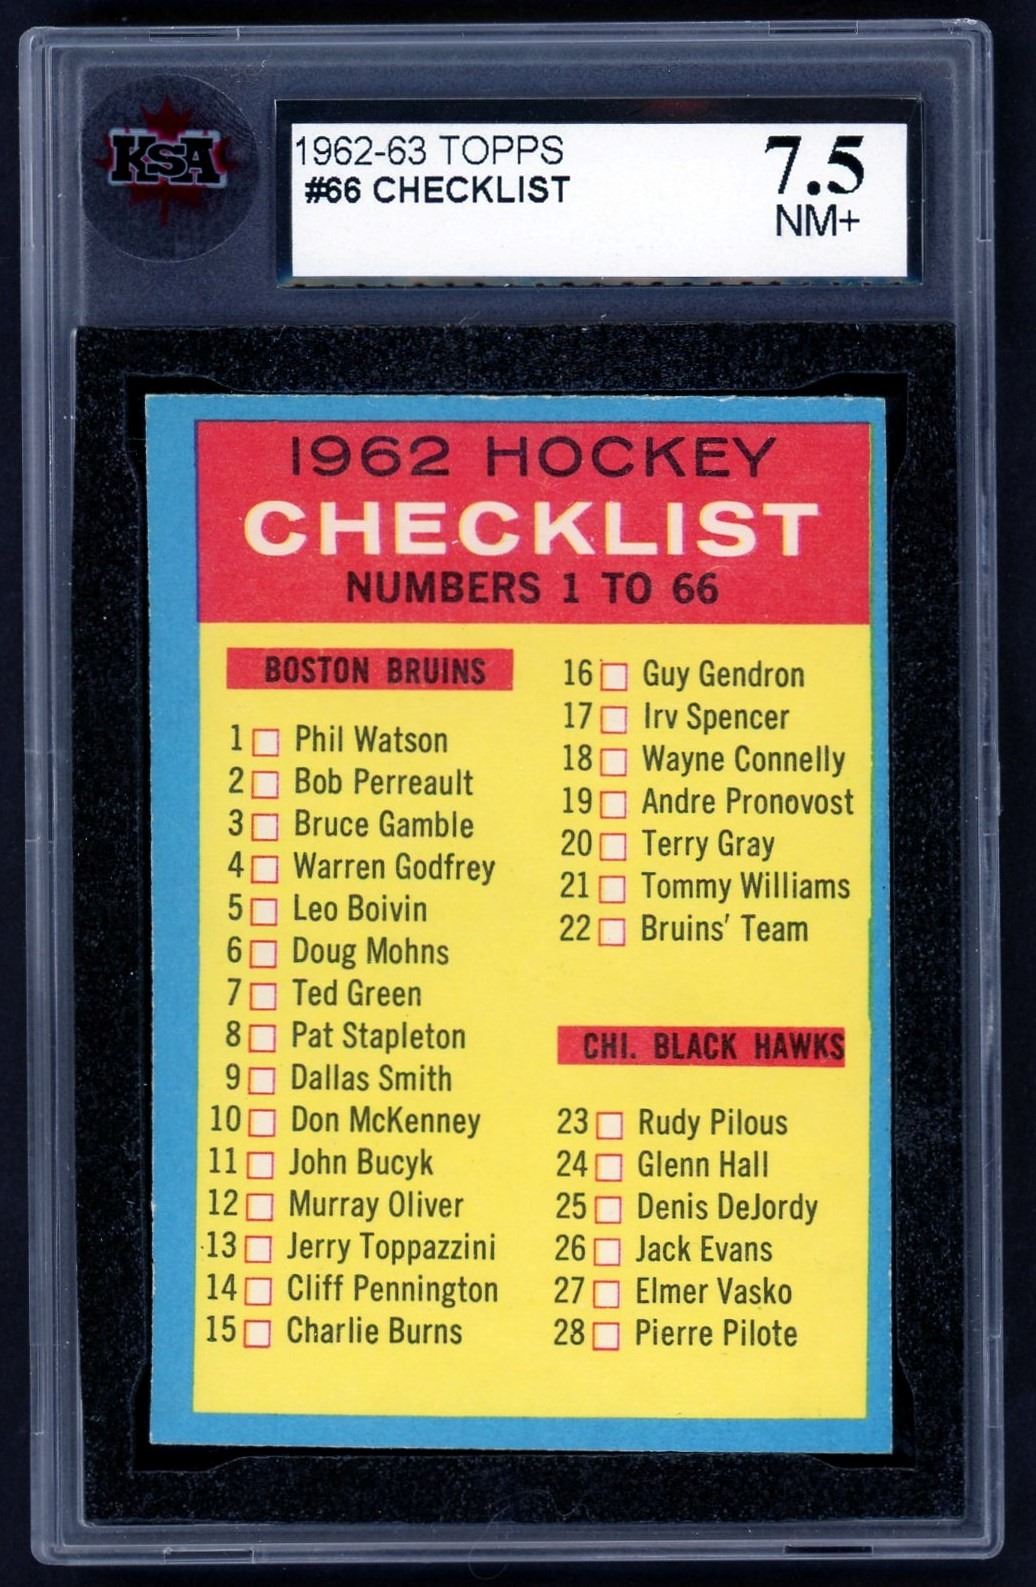 KSA
1962-63 TOPPS
#66 CHECKLIST
7.5
NM+
1962 HOCKEY
CHECKLIST
NUMBERS 1 TO 66
BOSTON BRUINS
1 Phil Watson
2 Bob Perreault
3 Bruce Gamble
4 Warren Godfrey
5 Leo Boivin
6 Doug Mohns
7 Ted Green
8 Pat Stapleton
9 Dallas Smith
10 Don McKenney
11 John Bucyk
12 Murray Oliver
13 Jerry Toppazzini
14 Cliff Pennington
15 Charlie Burns
16 Guy Gendron
17 Irv Spencer
18 Wayne Connelly
19 Andre Pronovost
20 Terry Gray
21 Tommy Williams
22 Bruins' Team
CHI. BLACK HAWKS
23 Rudy Pilous
24 Glenn Hall
25 Denis DeJordy
26 Jack Evans
27 Elmer Vasko
28 Pierre Pilote